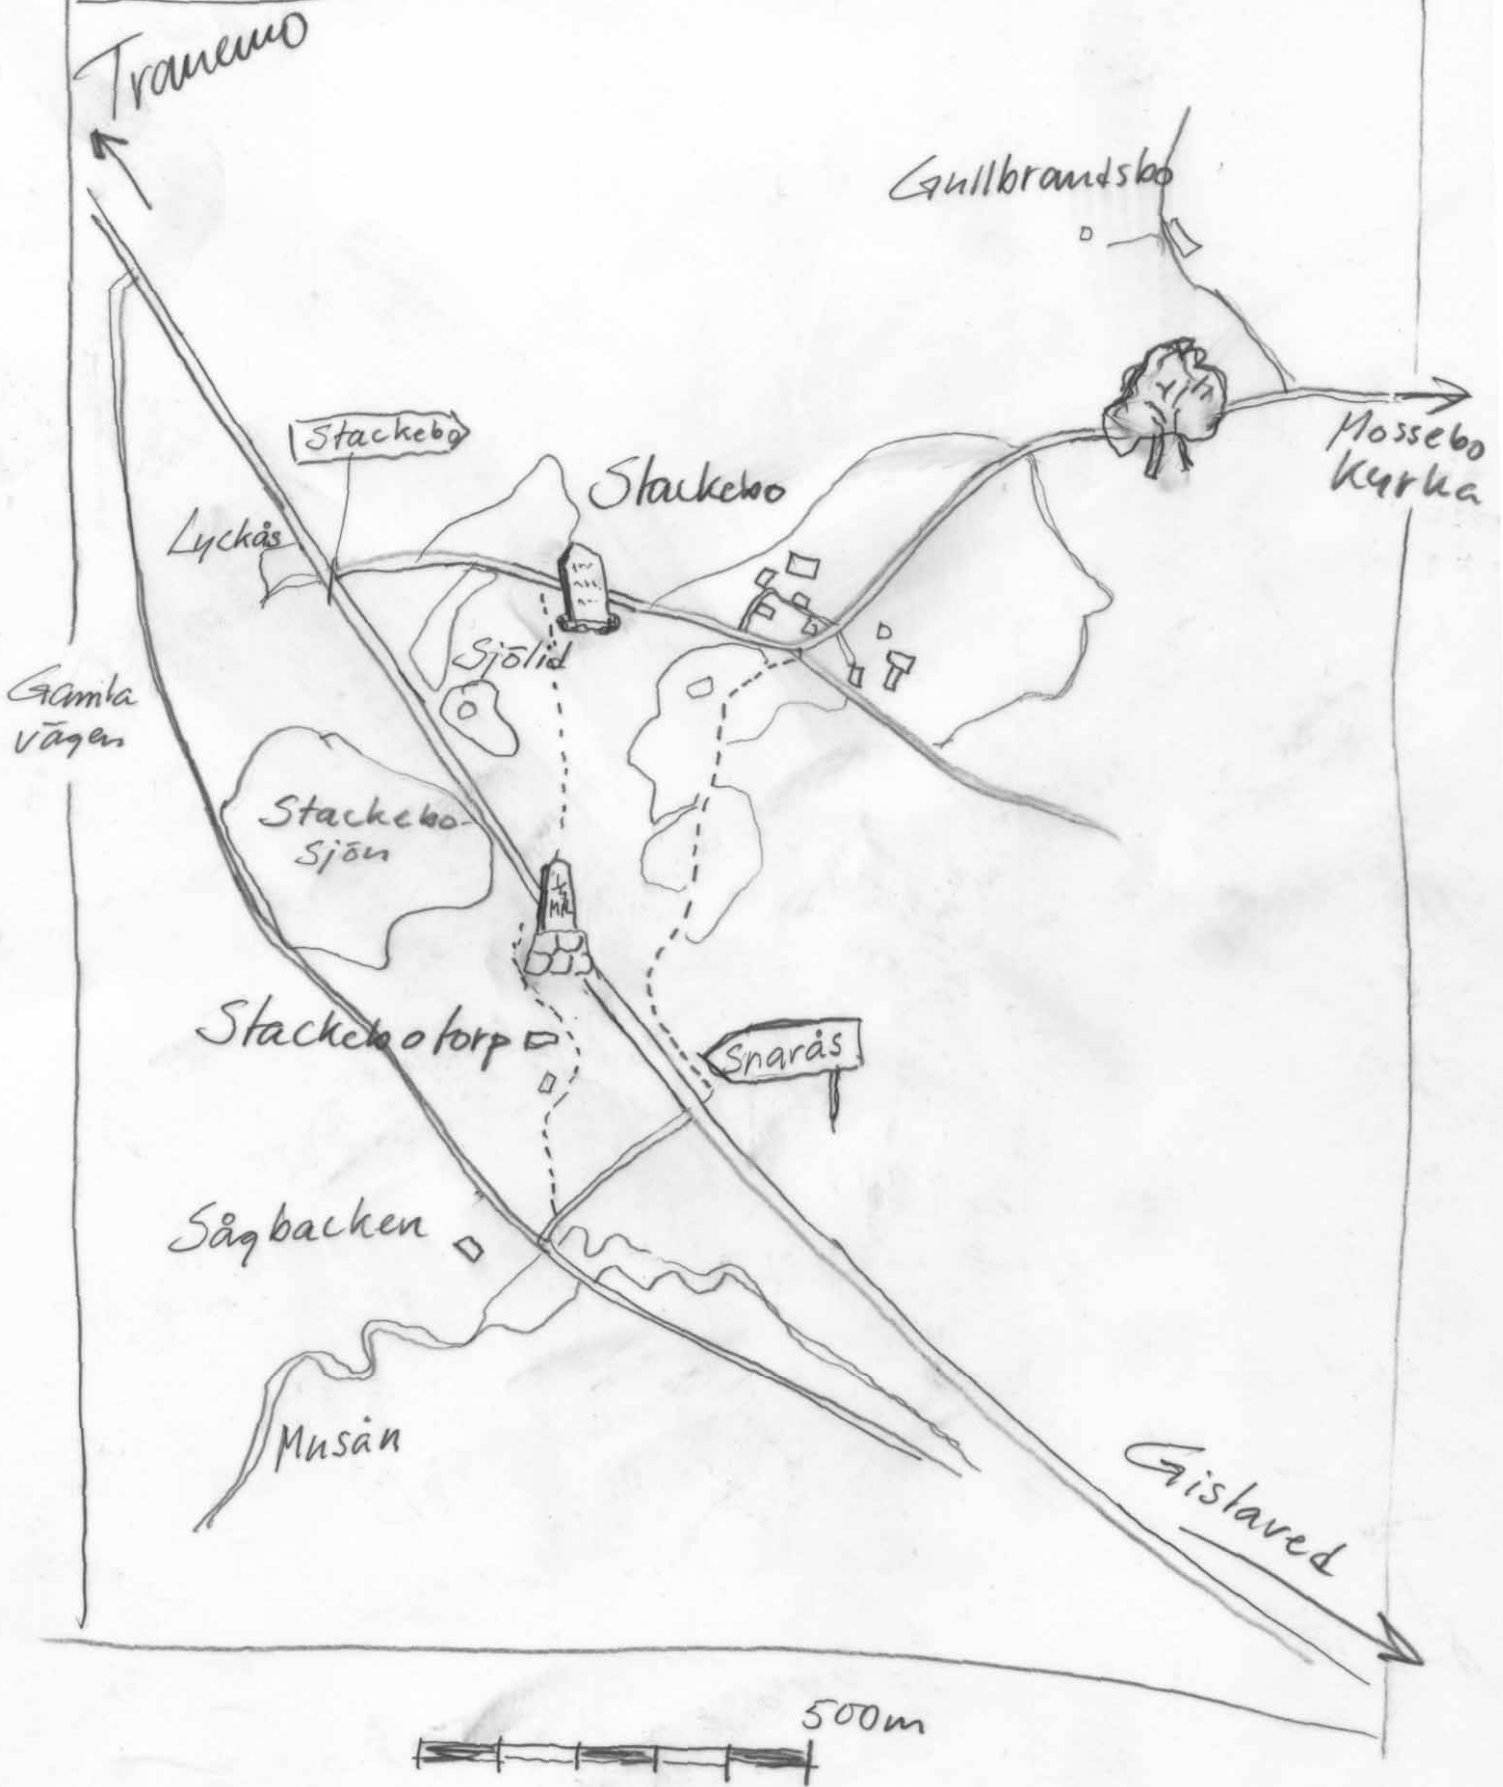 Tranemo
Gullbrandsbo
Mossebo
Kyrka
Stackebo
Stackebo
Lyckås
Sjölid
Gamla
vägen
Stackebo-
sjön
Stackebotorp
Snarås
Sågbacken
Musån
Gislaved
500m